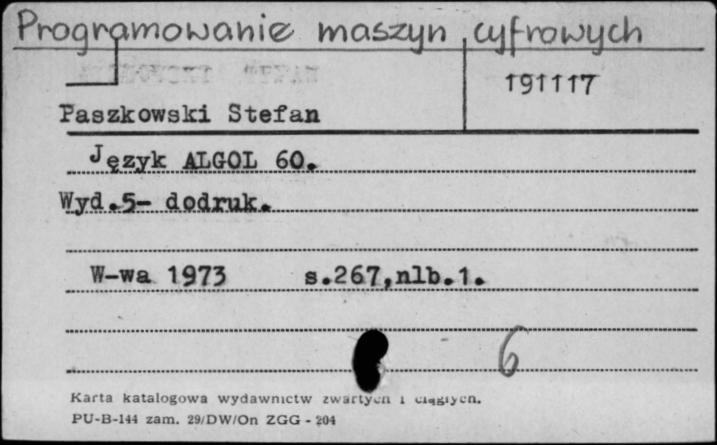 Programowanie maszyn cyfrowych
191117
Paszkowski Stefan
Język ALGOL 60.
Wyd.5- dodruk.
W-wa 1973 s.267,nlb.1.
6
Karta katalogowa wydawnictw zwartych i ciągłych.
PU-B-144 zam. 29/DW/On ZGG - 204